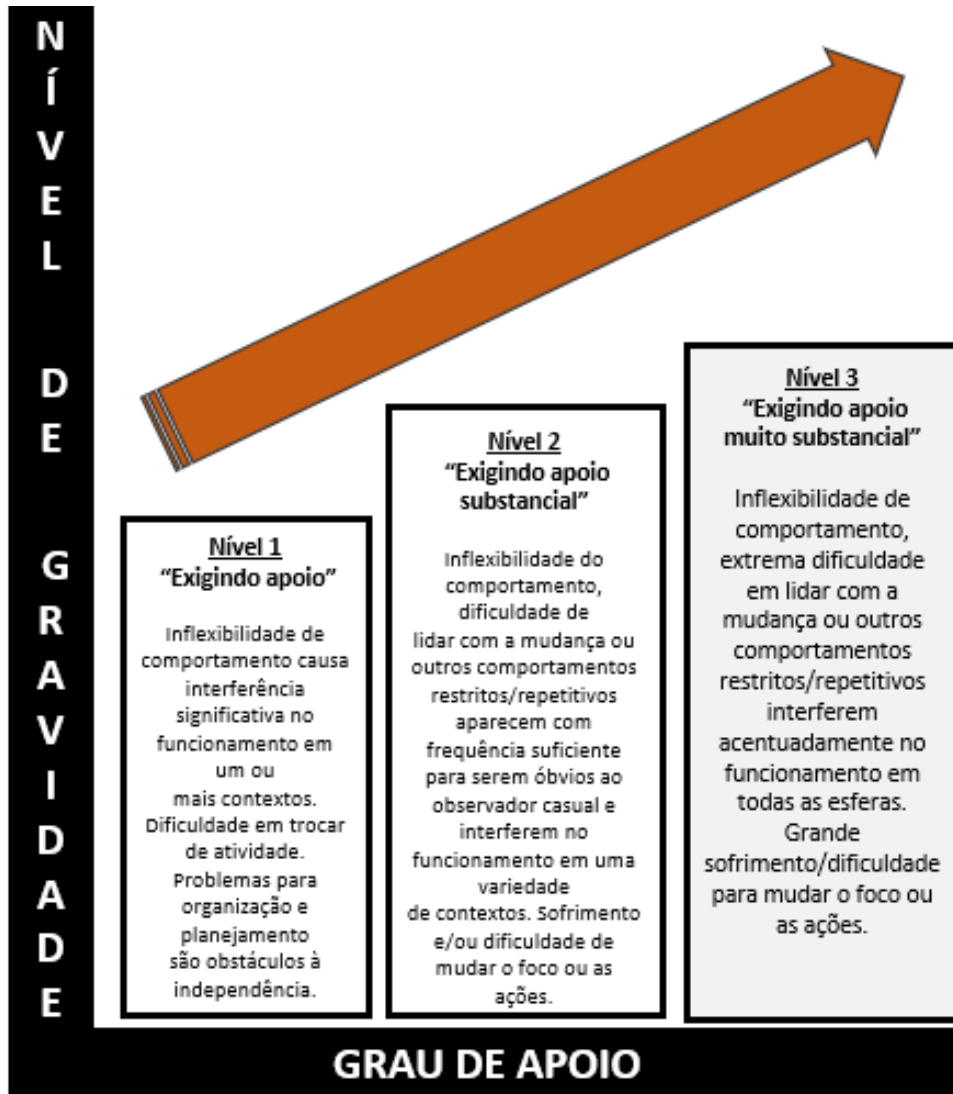 NÍVEL DE GRAVIDADE
Nível 1
“Exigindo apoio”
Inflexibilidade de
comportamento causa
interferência
significativa no
funcionamento em
um ou
mais contextos.
Dificuldade em trocar
de atividade.
Problemas para
organização e
planejamento
são obstáculos à
independência.
Nível 2
“Exigindo apoio
substancial”
Inflexibilidade do
comportamento,
dificuldade de
lidar com a mudança ou
outros comportamentos
restritos/repetitivos
aparecem com
frequência suficiente
para serem óbvios ao
observador casual e
interferem no
funcionamento em uma
variedade
de contextos. Sofrimento
e/ou dificuldade de
mudar o foco ou as
ações.
Nível 3
“Exigindo apoio
muito substancial”
Inflexibilidade de
comportamento,
extrema dificuldade
em lidar com a
mudança ou outros
comportamentos
restritos/repetitivos
interferem
acentuadamente no
funcionamento em
todas as esferas.
Grande
sofrimento/dificuldade
para mudar o foco ou
as ações.
GRAU DE APOIO